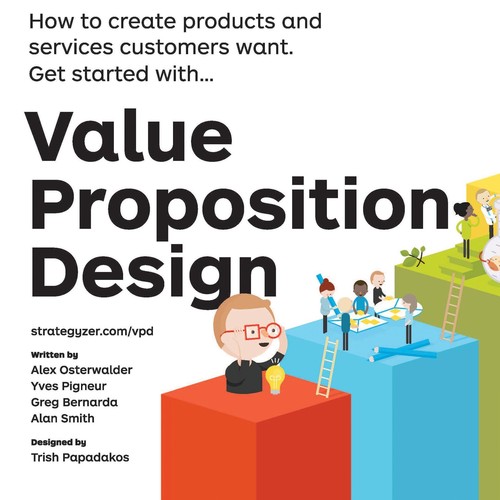 How to create products and
services customers want.
Get started with...
Value
Proposition
Design
strategyzer.com/vpd
Written by
Alex Osterwalder
Yves Pigneur
Greg Bernarda
Alan Smith
Designed by
Trish Papadakos